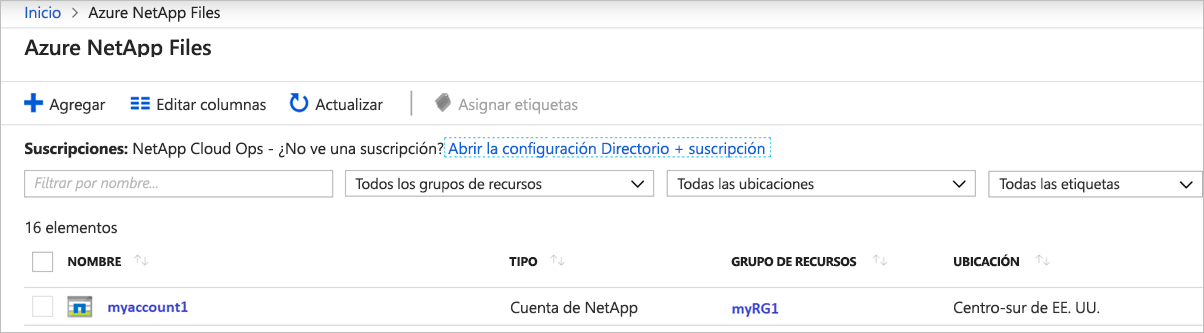 Inicio > Azure NetApp Files
Azure NetApp Files
Agregar Editar columnas Actualizar Asignar etiquetas
Suscripciones: NetApp Cloud Ops - ¿No ve una suscripción? Abrir la configuración Directorio + suscripción
Filtrar por nombre... Todos los grupos de recursos Todas las ubicaciones Todas las etiquetas
16 elementos
NOMBRE TIPO GRUPO DE RECURSOS UBICACIÓN
myaccount1 Cuenta de NetApp myRG1 Centro-sur de EE. UU.